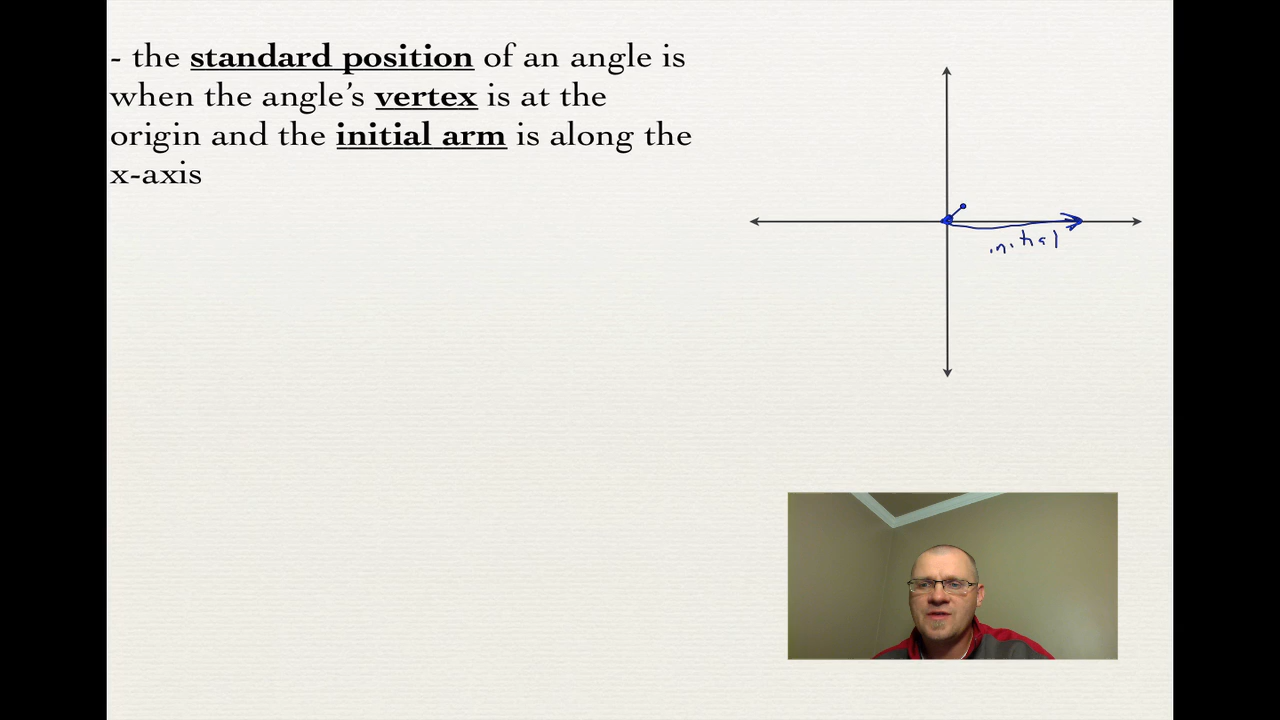 - the standard position of an angle is
when the angle’s vertex is at the
origin and the initial arm is along the
x-axis
initial